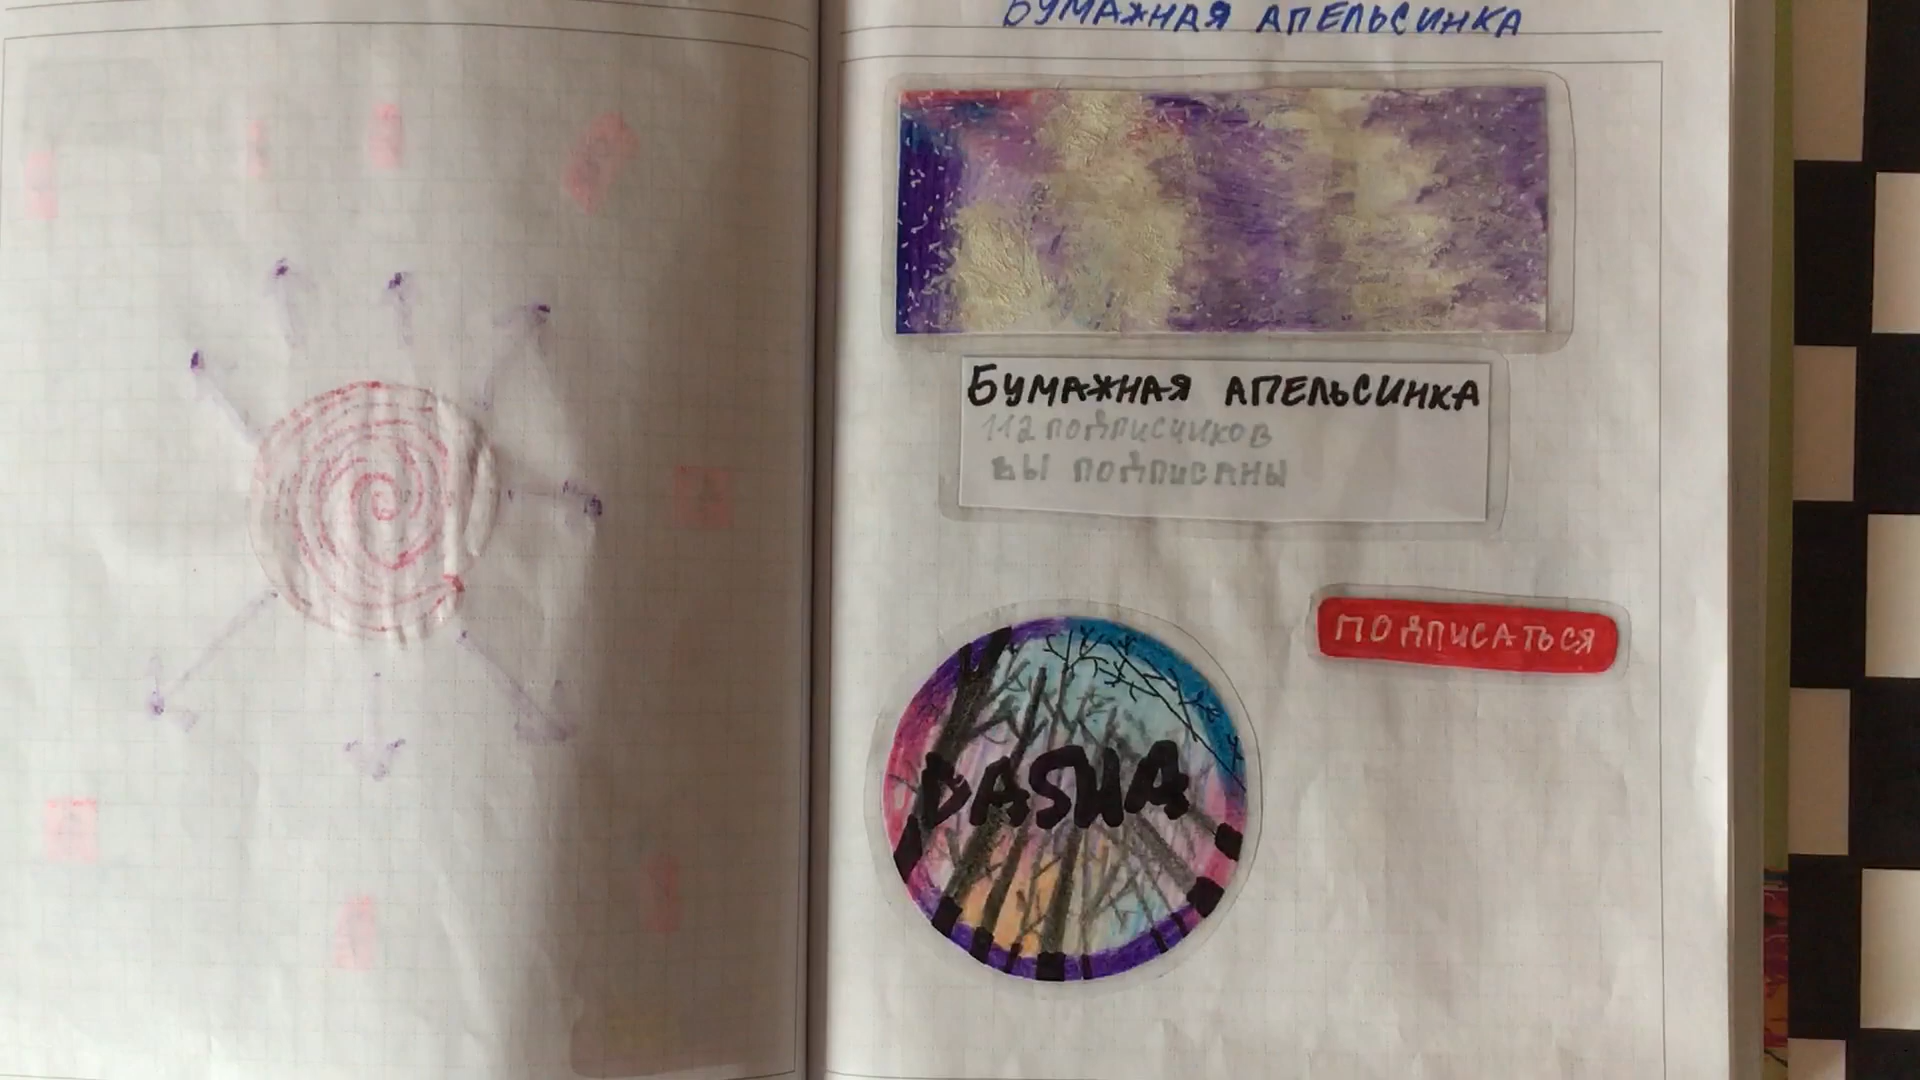 БУМАЖНАЯ АПЕЛЬСИНКА
БУМАЖНАЯ АПЕЛЬСИНКА
112 подписчиков
вы подписаны
ПОДПИСАТЬСЯ
DASHA